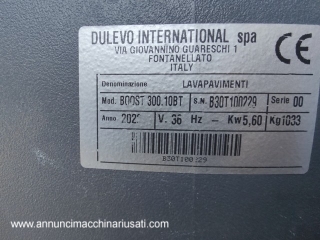 DULEVO INTERNATIONAL spa
VIA GIOVANNINO GUARESCHI 1
FONTANELLATO
ITALY
CE
Denominazione LAVAPAVIMENTI
Mod. BOOST 300.10BT S.N. B30T100229 Serie 00
Anno. V. 36 Hz — Kw 5,60 Kg 1033
B30T100229
www.annuncimacchinariusati.com